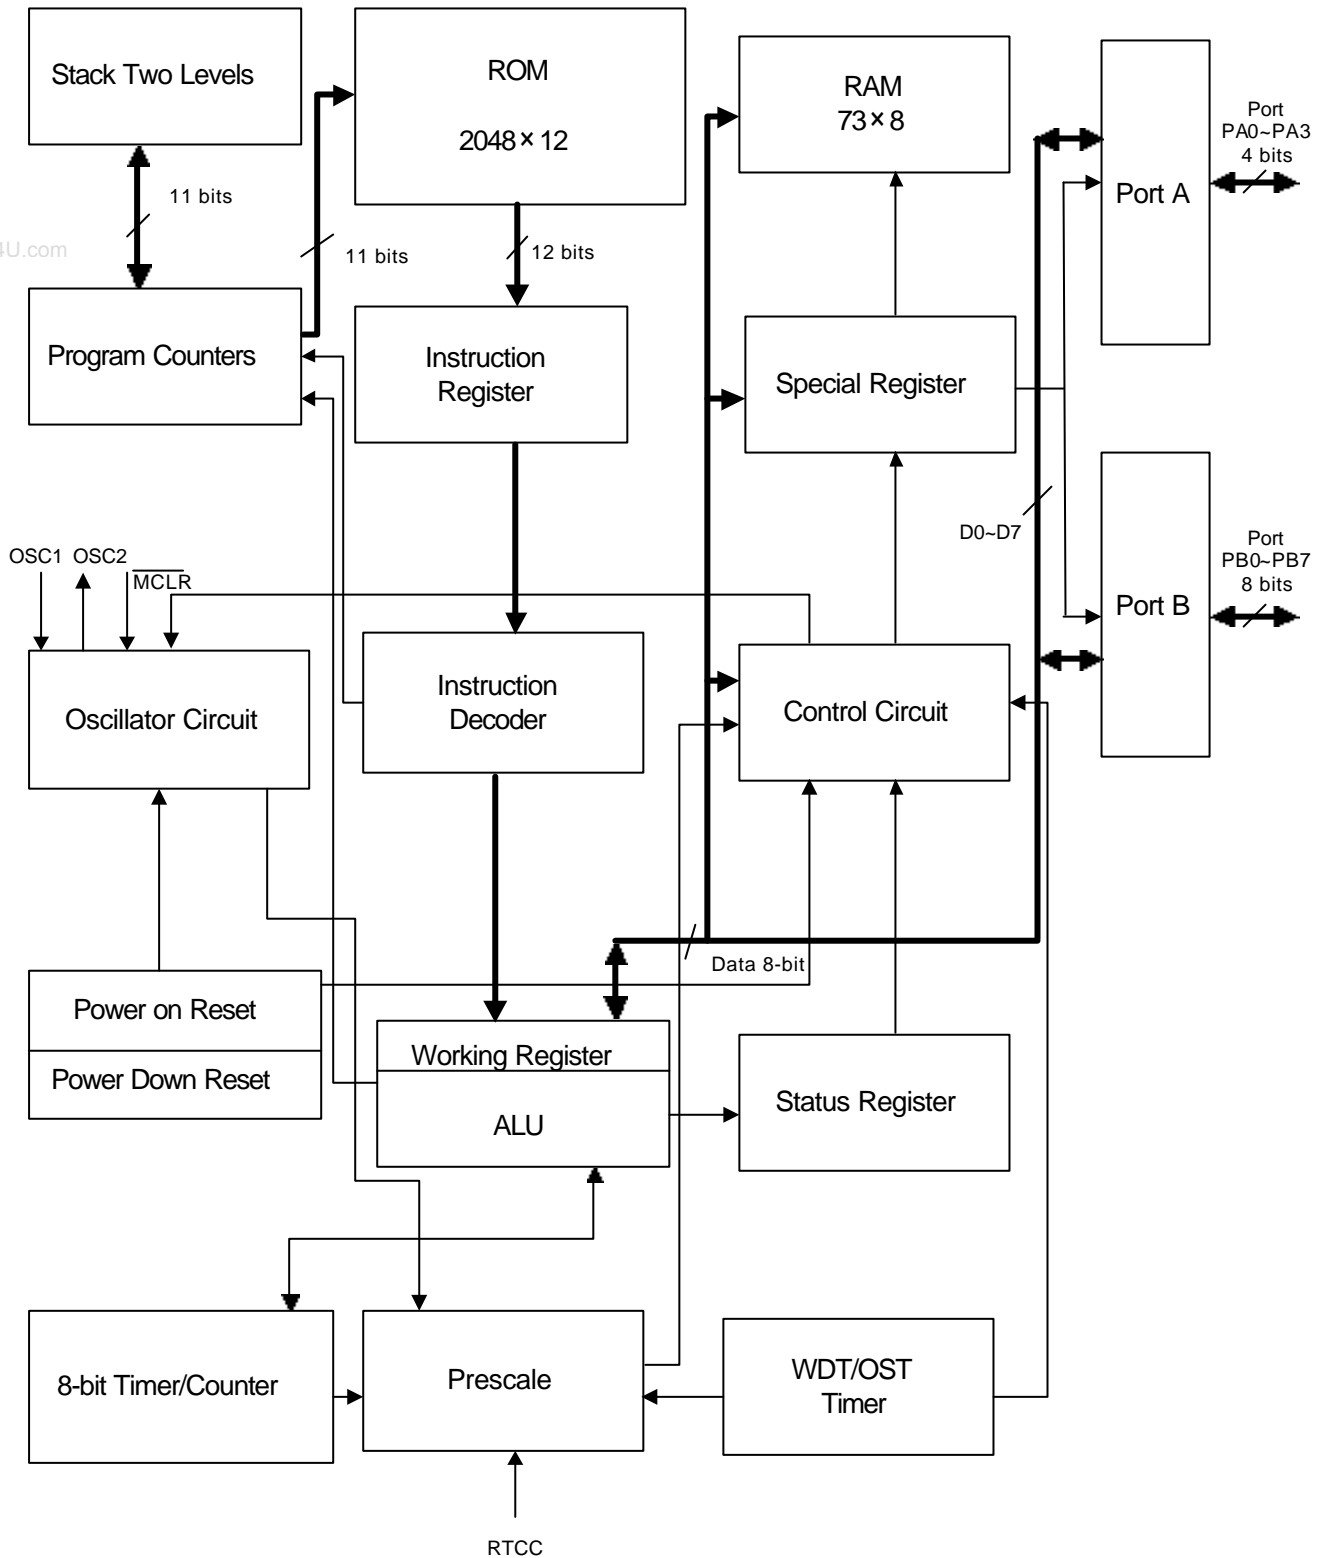 Stack Two Levels
ROM
2048×12
RAM
73×8
Port
PA0~PA3
4 bits
Port A
11 bits
4U.com
11 bits
12 bits
Program Counters
Instruction
Register
Special Register
D0~D7
Port
PB0~PB7
8 bits
Port B
OSC1 OSC2
MCLR
Oscillator Circuit
Instruction
Decoder
Control Circuit
Data 8-bit
Power on Reset
Power Down Reset
Working Register
ALU
Status Register
8-bit Timer/Counter
Prescale
WDT/OST
Timer
RTCC